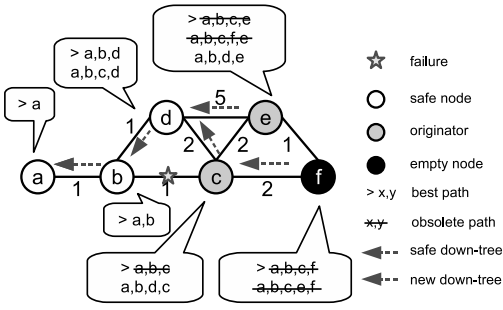 > a,b,c,e
a,b,c,f,e
a,b,d,e
> a,b,d
a,b,c,d
> a
failure
safe node
originator
empty node
> x,y best path
x,y obsolete path
safe down-tree
new down-tree
5
d
e
1
2
2
1
a
b
c
f
1
1
2
> a,b
> a,b,c
a,b,d,c
> a,b,c,f
a,b,c,e,f